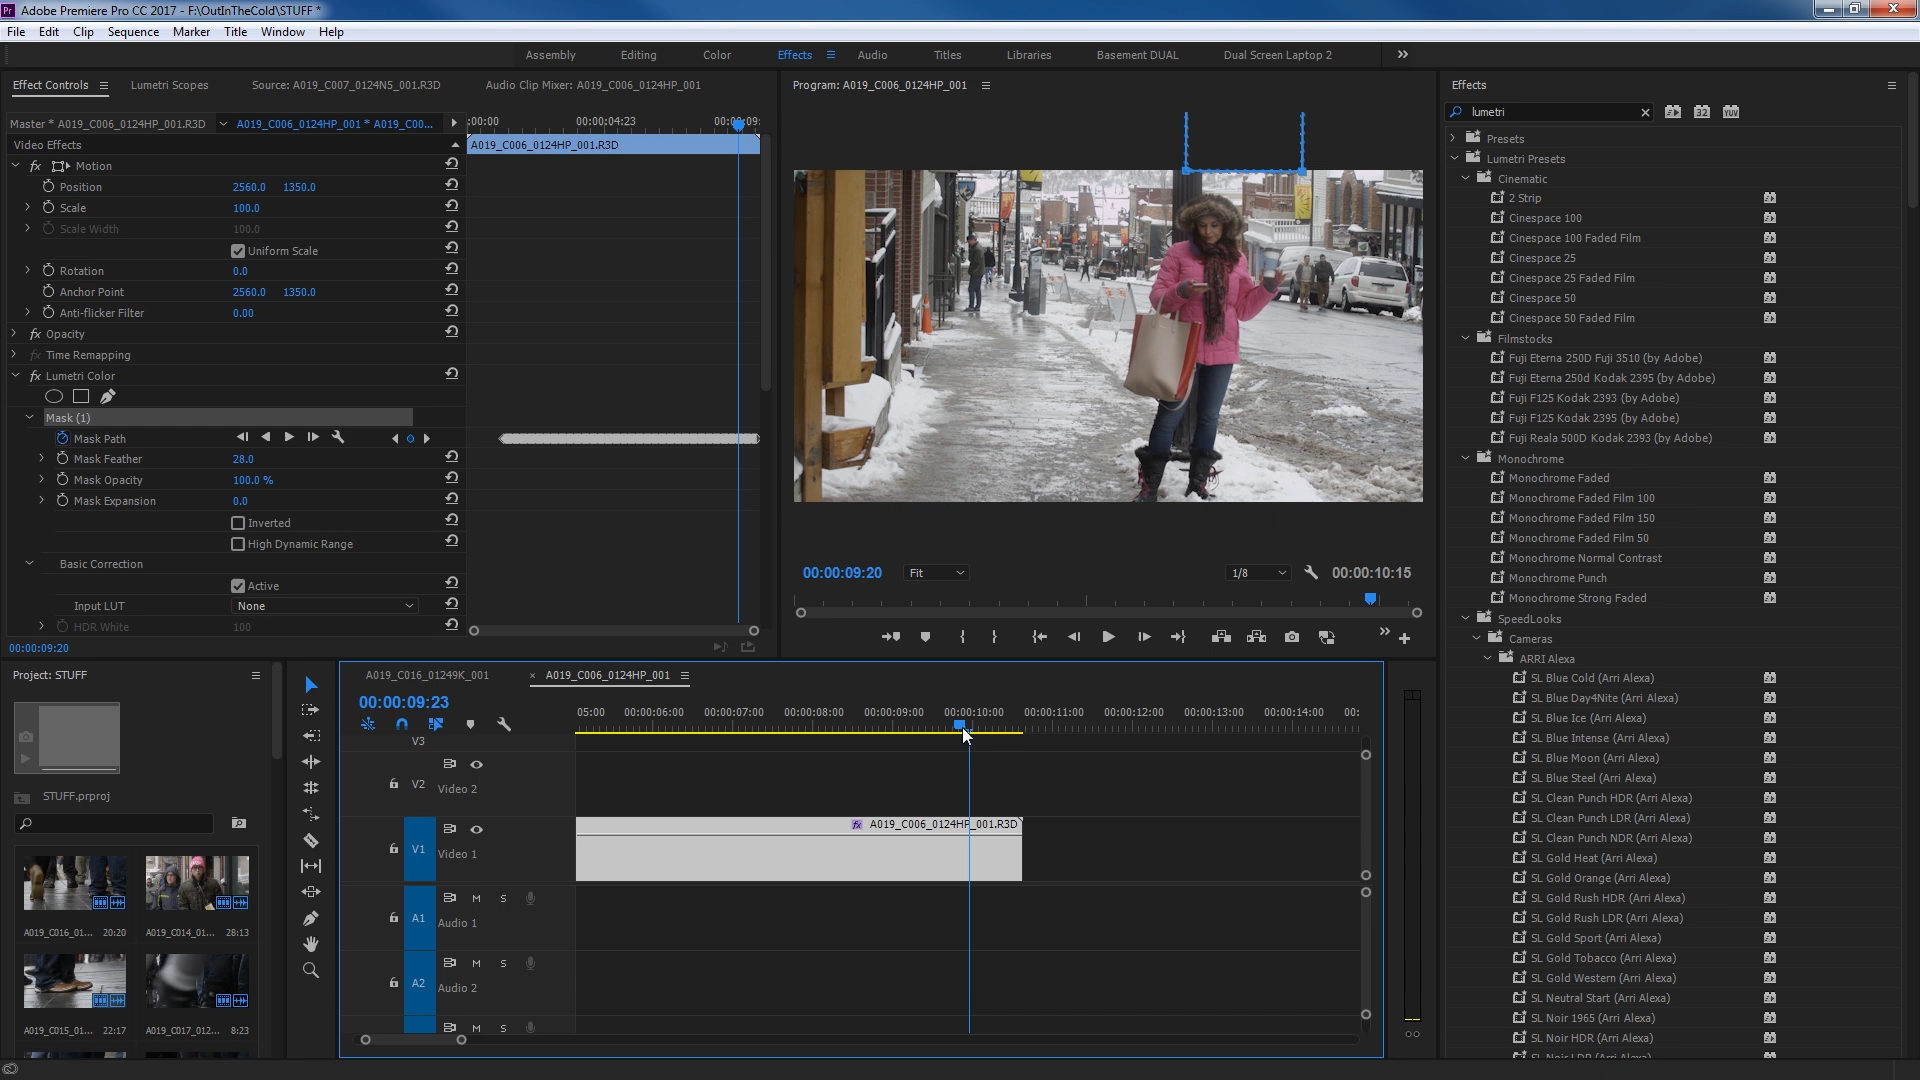 Adobe Premiere Pro CC 2017 - F:\OutInTheCold\STUFF *
File Edit Clip Sequence Marker Title Window Help
Assembly Editing Color Effects Audio Titles Libraries Basement DUAL Dual Screen Laptop 2
Effect Controls Lumetri Scopes Source: A019_C007_0124N5_001.R3D Audio Clip Mixer: A019_C006_0124HP_001
Master * A019_C006_0124HP_001.R3D A019_C006_0124HP_001 * A019_C00...
:00:00 00:00:04:23 00:00:09:
Video Effects
A019_C006_0124HP_001.R3D
fx Motion
Position 2560.0 1350.0
Scale 100.0
Scale Width 100.0
Uniform Scale
Rotation 0.0
Anchor Point 2560.0 1350.0
Anti-flicker Filter 0.00
fx Opacity
fx Time Remapping
fx Lumetri Color
Mask (1)
Mask Path
Mask Feather 28.0
Mask Opacity 100.0 %
Mask Expansion 0.0
Inverted
High Dynamic Range
Basic Correction
Active
Input LUT None
HDR White 100
00:00:09:20
Program: A019_C006_0124HP_001
00:00:09:20 Fit 1/8 00:00:10:15
Effects
lumetri
32
YUV
Presets
Lumetri Presets
Cinematic
2 Strip
Cinespace 100
Cinespace 100 Faded Film
Cinespace 25
Cinespace 25 Faded Film
Cinespace 50
Cinespace 50 Faded Film
Filmstocks
Fuji Eterna 250D Fuji 3510 (by Adobe)
Fuji Eterna 250d Kodak 2395 (by Adobe)
Fuji F125 Kodak 2393 (by Adobe)
Fuji F125 Kodak 2395 (by Adobe)
Fuji Reala 500D Kodak 2393 (by Adobe)
Monochrome
Monochrome Faded
Monochrome Faded Film 100
Monochrome Faded Film 150
Monochrome Faded Film 50
Monochrome Normal Contrast
Monochrome Punch
Monochrome Strong Faded
SpeedLooks
Cameras
ARRI Alexa
SL Blue Cold (Arri Alexa)
SL Blue Day4Nite (Arri Alexa)
SL Blue Ice (Arri Alexa)
SL Blue Intense (Arri Alexa)
SL Blue Moon (Arri Alexa)
SL Blue Steel (Arri Alexa)
SL Clean Punch HDR (Arri Alexa)
SL Clean Punch LDR (Arri Alexa)
SL Clean Punch NDR (Arri Alexa)
SL Gold Heat (Arri Alexa)
SL Gold Orange (Arri Alexa)
SL Gold Rush HDR (Arri Alexa)
SL Gold Rush LDR (Arri Alexa)
SL Gold Sport (Arri Alexa)
SL Gold Tobacco (Arri Alexa)
SL Gold Western (Arri Alexa)
SL Neutral Start (Arri Alexa)
SL Noir 1965 (Arri Alexa)
SL Noir HDR (Arri Alexa)
SL Noir LDR (Arri Alexa)
Project: STUFF
STUFF.prproj
A019_C016_01... 20:20 A019_C014_01... 28:13
A019_C015_01... 22:17 A019_C017_012... 8:23
A019_C016_01249K_001 × A019_C006_0124HP_001
00:00:09:23
05:00 00:00:06:00 00:00:07:00 00:00:08:00 00:00:09:00 00:00:10:00 00:00:11:00 00:00:12:00 00:00:13:00 00:00:14:00 00:
V3
V2 Video 2
fx A019_C006_0124HP_001.R3D
V1 Video 1
M S
A1 Audio 1
M S
A2 Audio 2
M S